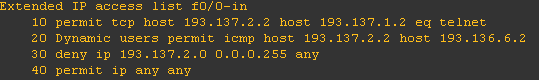 Extended IP access list f0/0-in
10 permit tcp host 193.137.2.2 host 193.137.1.2 eq telnet
20 Dynamic users permit icmp host 193.137.2.2 host 193.136.6.2
30 deny ip 193.137.2.0 0.0.0.255 any
40 permit ip any any